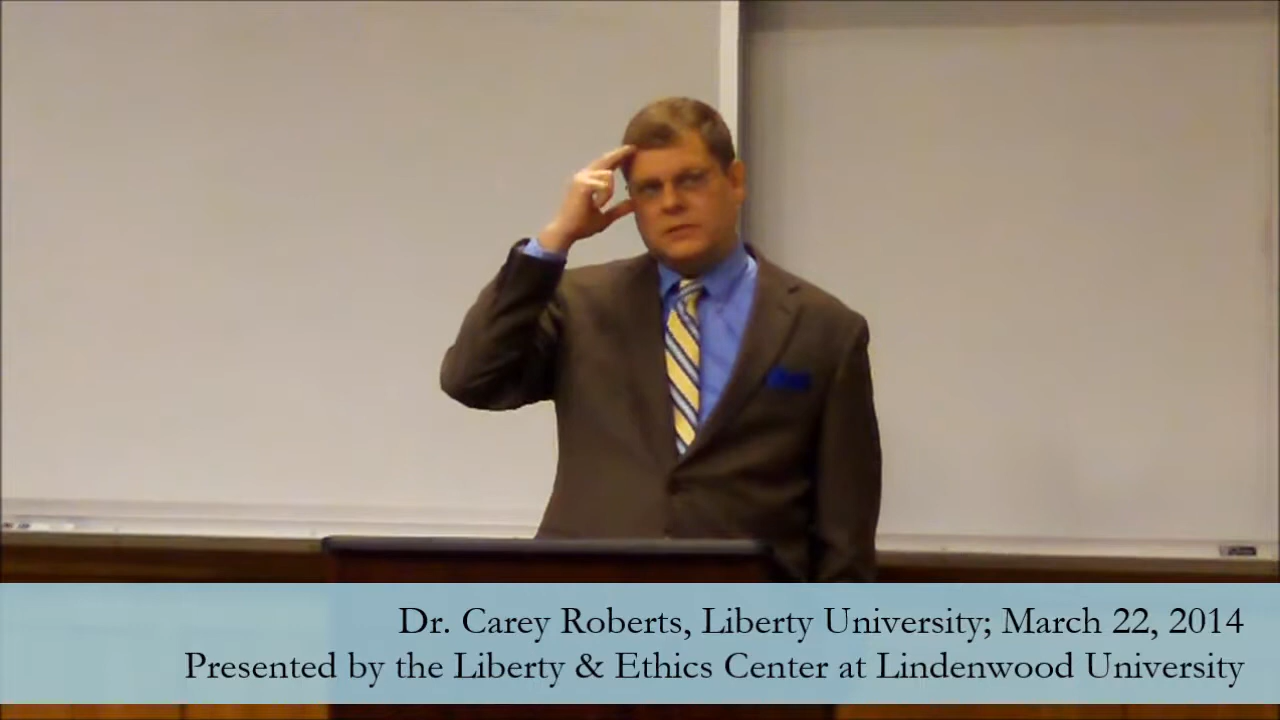 Dr. Carey Roberts, Liberty University; March 22, 2014
Presented by the Liberty & Ethics Center at Lindenwood University